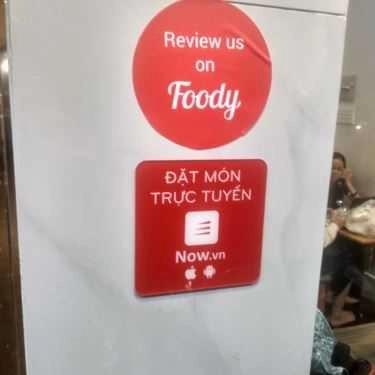 Review us
on
Foody
ĐẶT MÓN
TRỰC TUYẾN
Now.vn